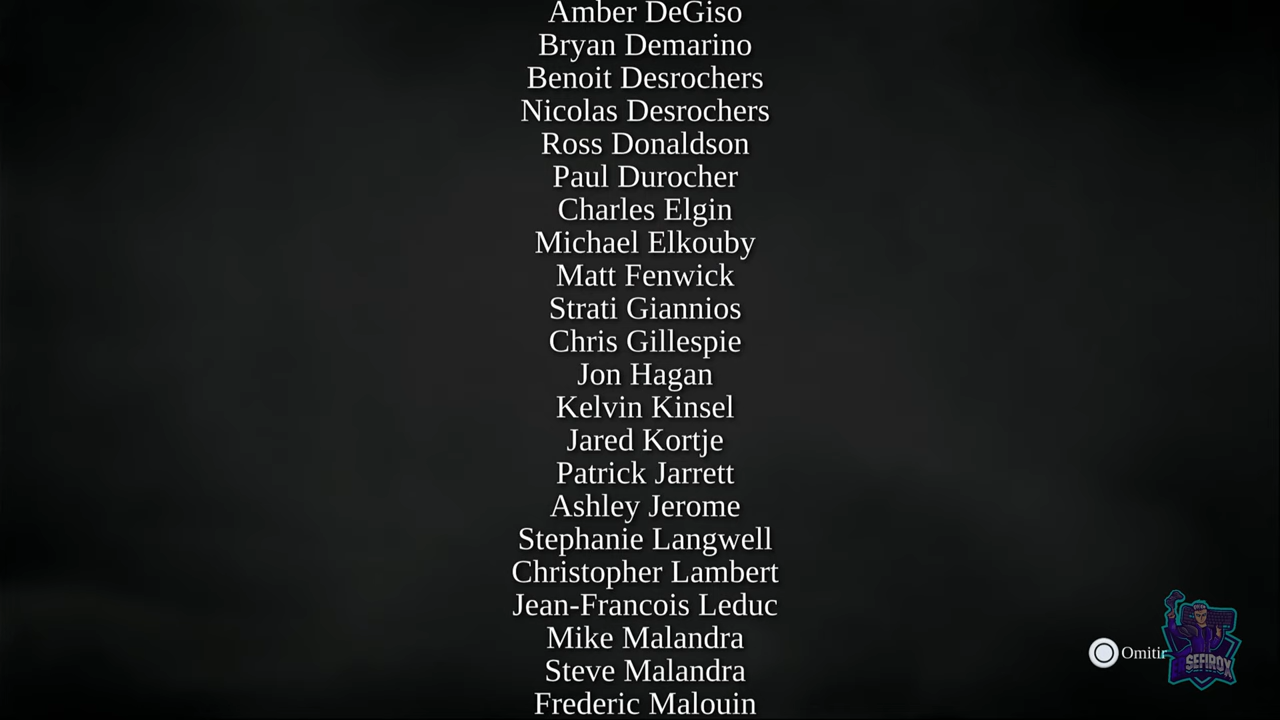 Amber DeGiso
Bryan Demarino
Benoit Desrochers
Nicolas Desrochers
Ross Donaldson
Paul Durocher
Charles Elgin
Michael Elkouby
Matt Fenwick
Strati Giannios
Chris Gillespie
Jon Hagan
Kelvin Kinsel
Jared Kortje
Patrick Jarrett
Ashley Jerome
Stephanie Langwell
Christopher Lambert
Jean-Francois Leduc
Mike Malandra
Omitir
SEFIROX
Steve Malandra
Frederic Malouin